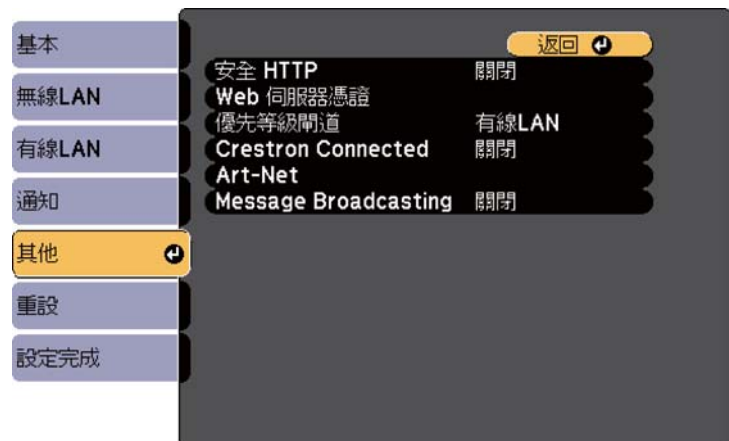 基本
無線LAN
有線LAN
通知
其他
重設
設定完成
返回
安全 HTTP 關閉
Web 伺服器憑證
優先等級閘道 有線LAN
Crestron Connected 關閉
Art-Net
Message Broadcasting 關閉